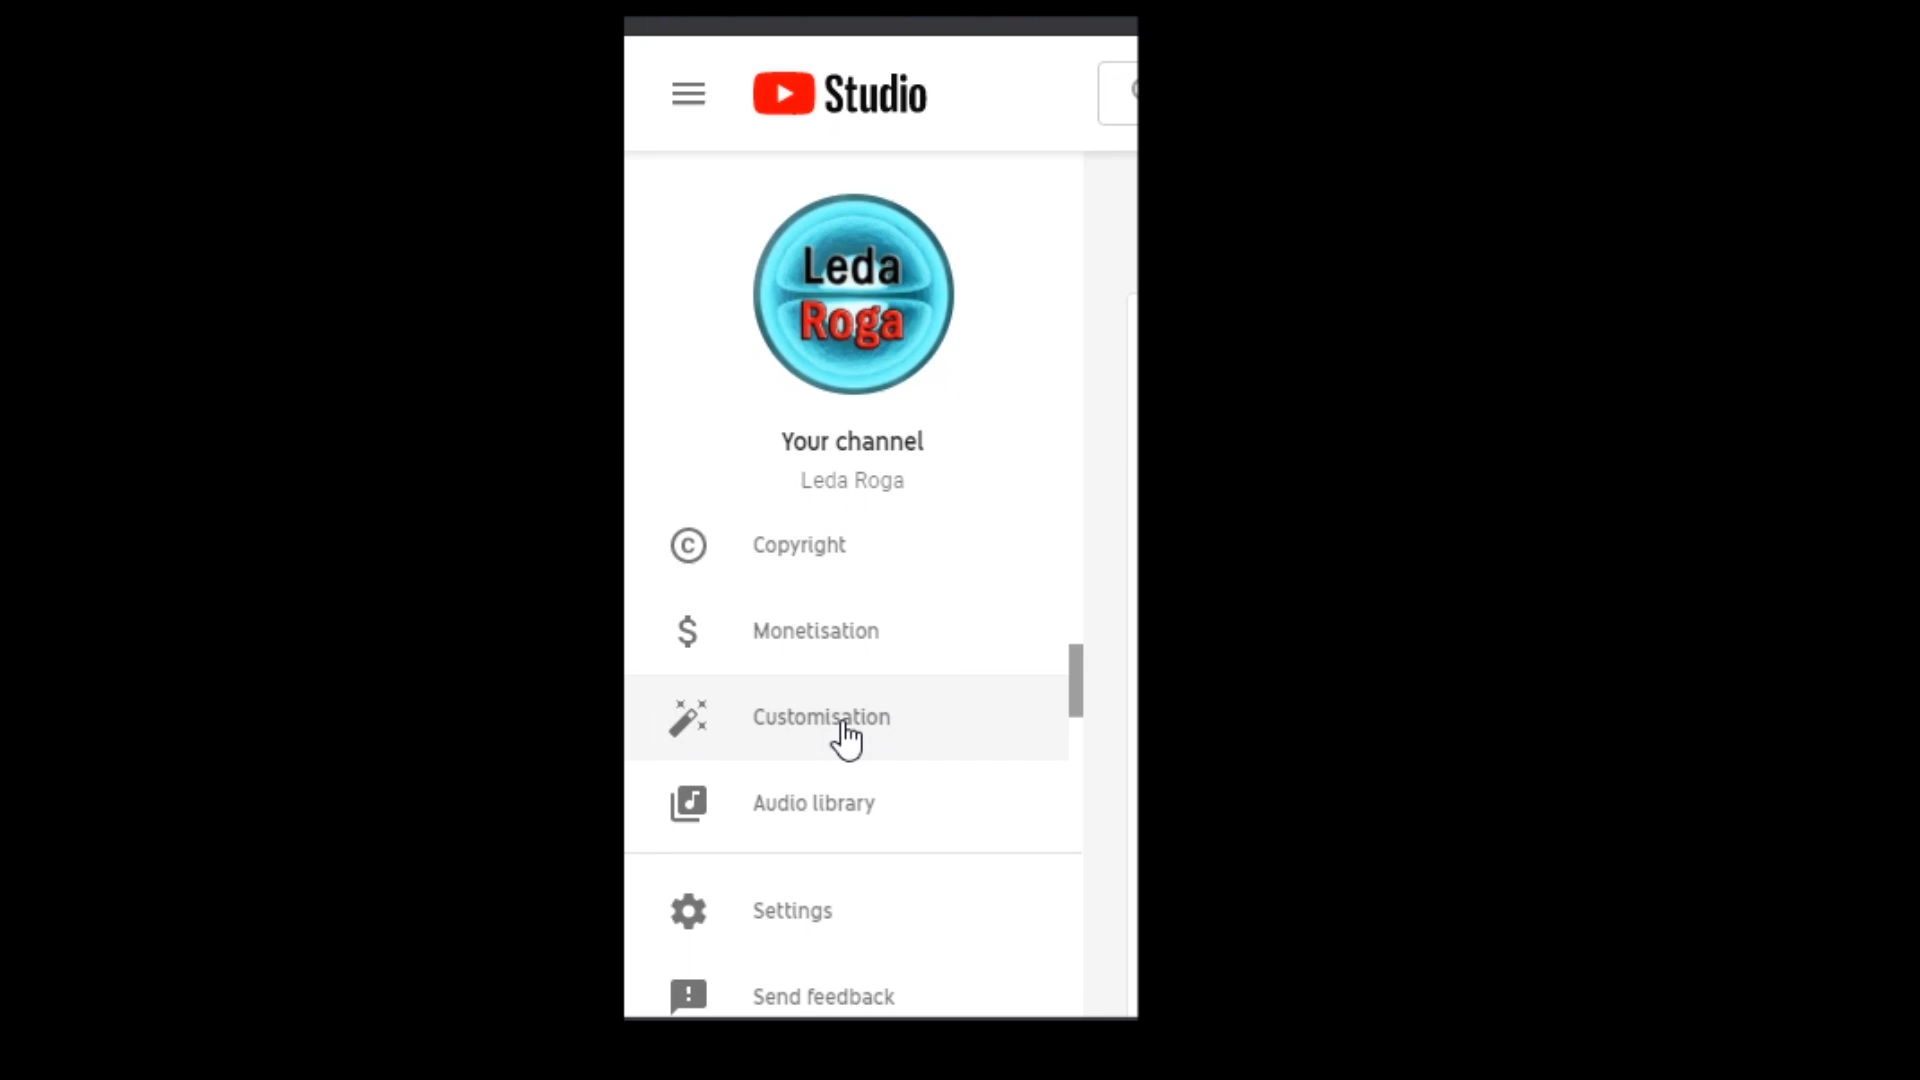 Studio
Leda
Roga
Your channel
Leda Roga
Copyright
Monetisation
Customisation
Audio library
Settings
Send feedback